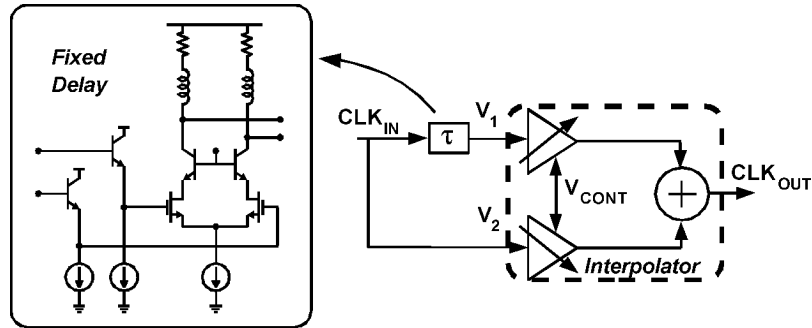 Fixed
Delay
CLK_IN
τ
V_1
V_2
V_CONT
CLK_OUT
Interpolator